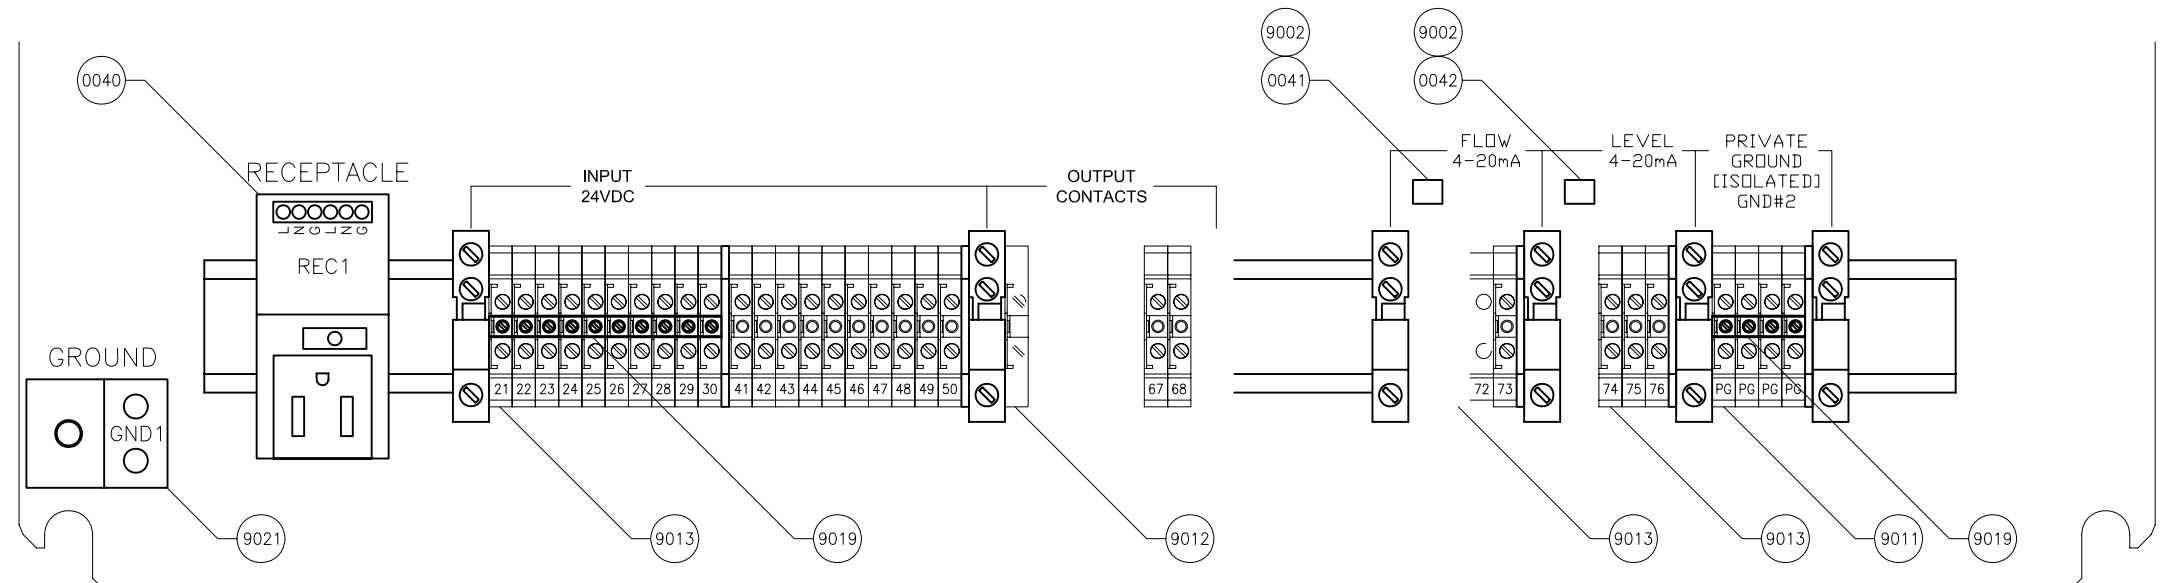 9002
9002
0040
0041
0042
FLOW
4-20mA
LEVEL
4-20mA
PRIVATE
GROUND
[ISOLATED]
GND#2
RECEPTACLE
INPUT
24VDC
OUTPUT
CONTACTS
L N G L N G
REC1
GROUND
GND1
21 22 23 24 25 26 27 28 29 30 41 42 43 44 45 46 47 48 49 50 67 68 72 73 74 75 76 PG PG PG PG
9021
9013
9019
9012
9013
9013
9011
9019